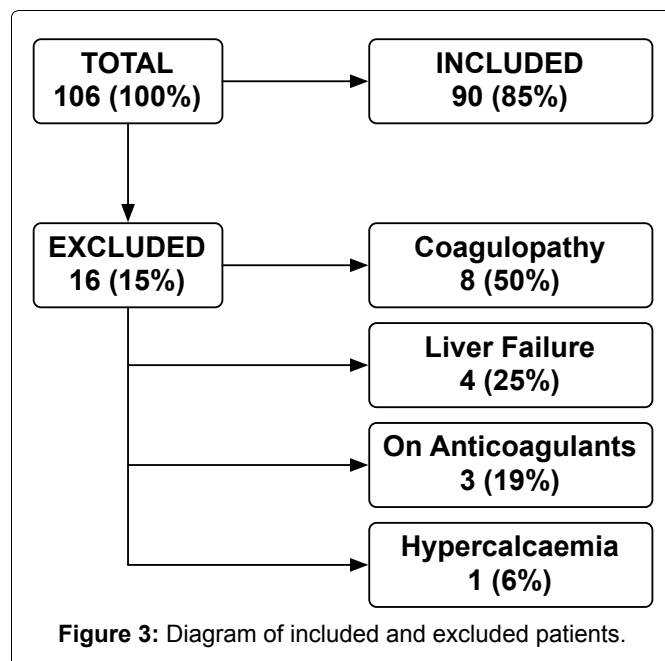 TOTAL
106 (100%)
INCLUDED
90 (85%)
EXCLUDED
16 (15%)
Coagulopathy
8 (50%)
Liver Failure
4 (25%)
On Anticoagulants
3 (19%)
Hypercalcaemia
1 (6%)
Figure 3: Diagram of included and excluded patients.